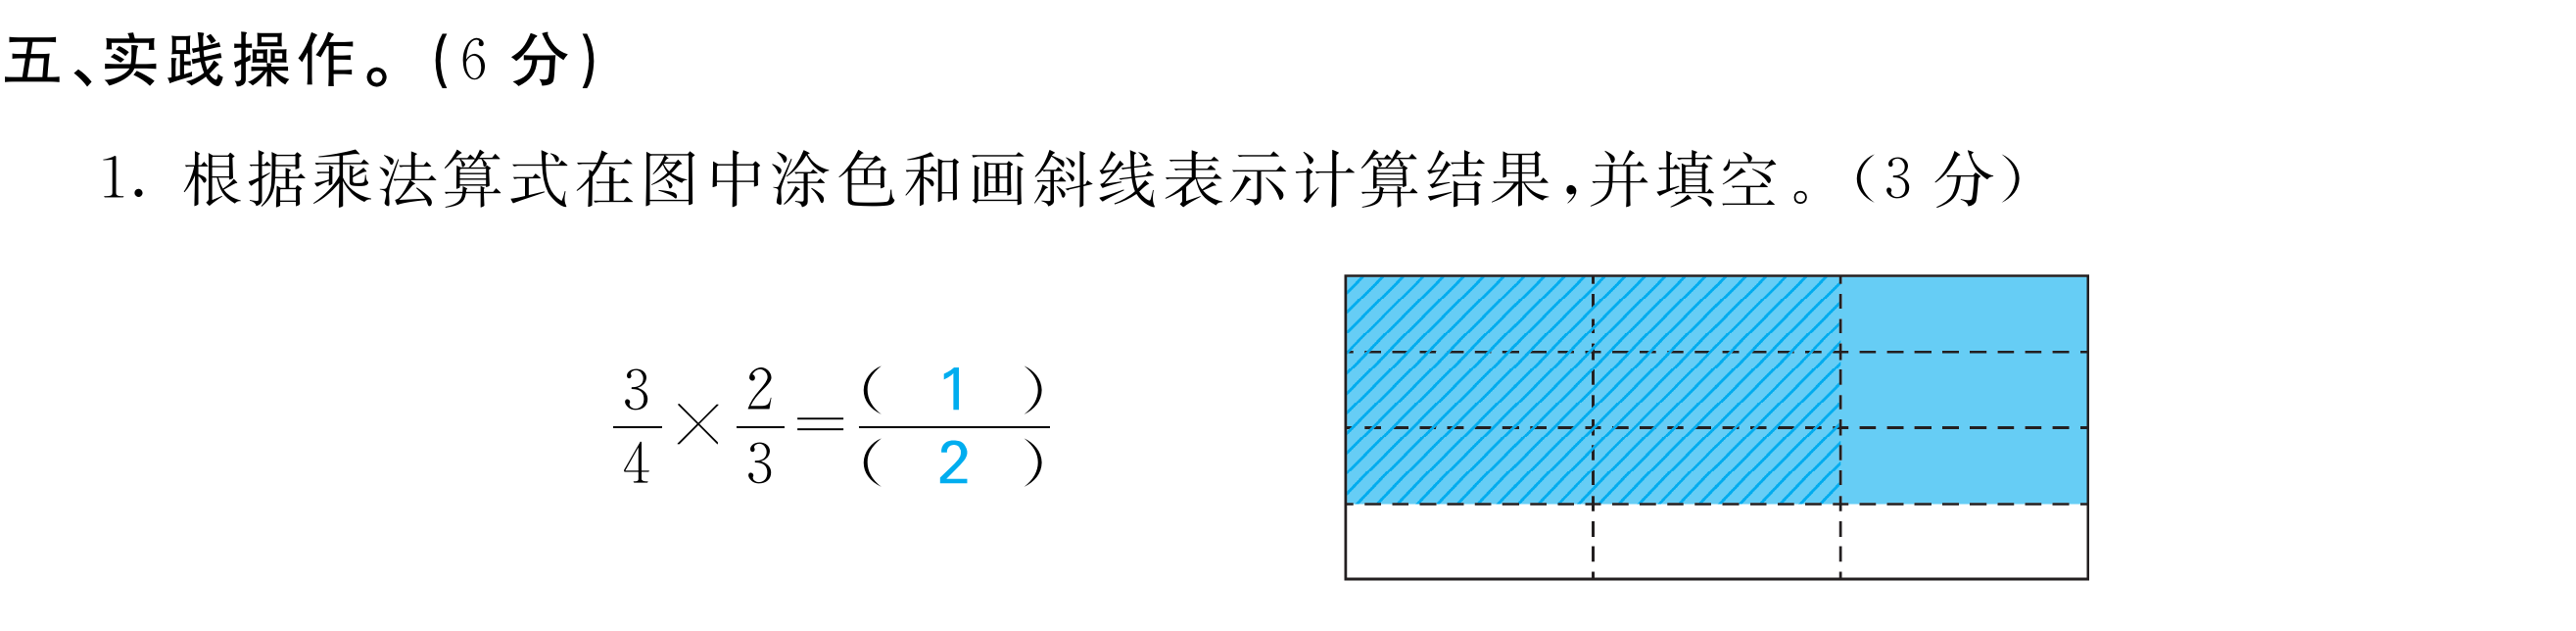 五、实践操作。(6 分)
1. 根据乘法算式在图中涂色和画斜线表示计算结果,并填空。(3 分)
3/4 × 2/3 = ( 1 )/( 2 )